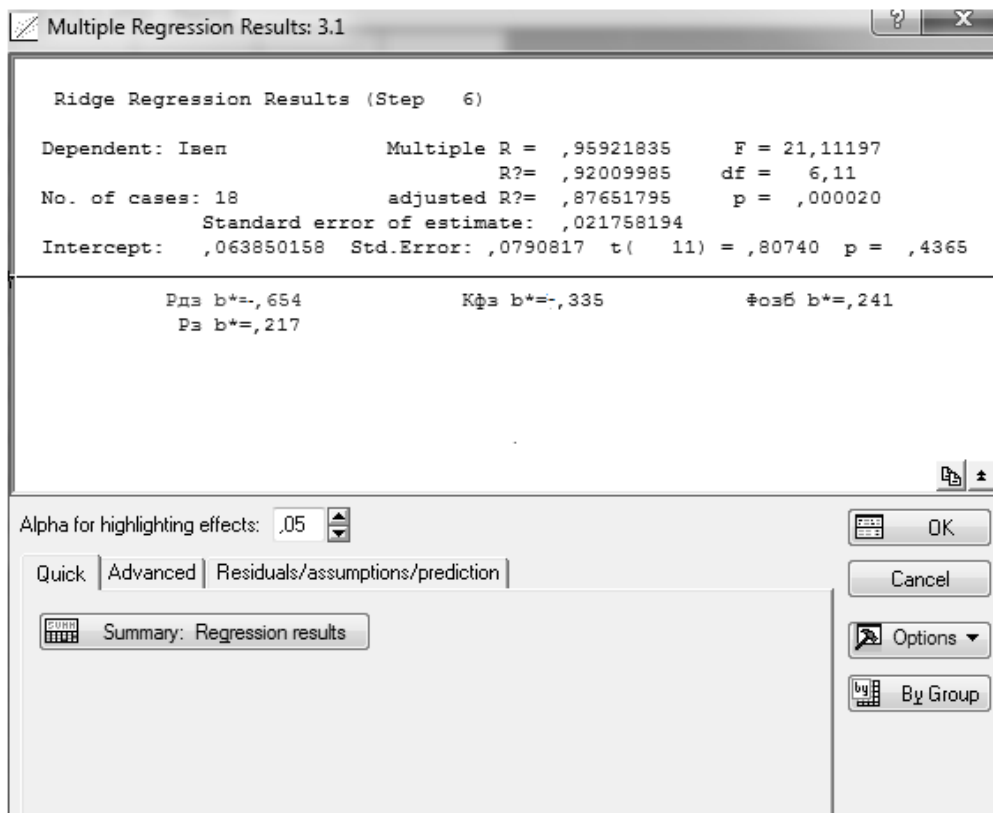 Multiple Regression Results: 3.1
Ridge Regression Results (Step 6)
Dependent: Івеп Multiple R = ,95921835 F = 21,11197
R?= ,92009985 df = 6,11
No. of cases: 18 adjusted R?= ,87651795 p = ,000020
Standard error of estimate: ,021758194
Intercept: ,063850158 Std.Error: ,0790817 t( 11) = ,80740 p = ,4365
Рдз b*=-,654 Кфз b*=-,335 Фозб b*=,241
Рз b*=,217
Alpha for highlighting effects: ,05
OK
Quick Advanced Residuals/assumptions/prediction
Cancel
Summary: Regression results
Options
By Group